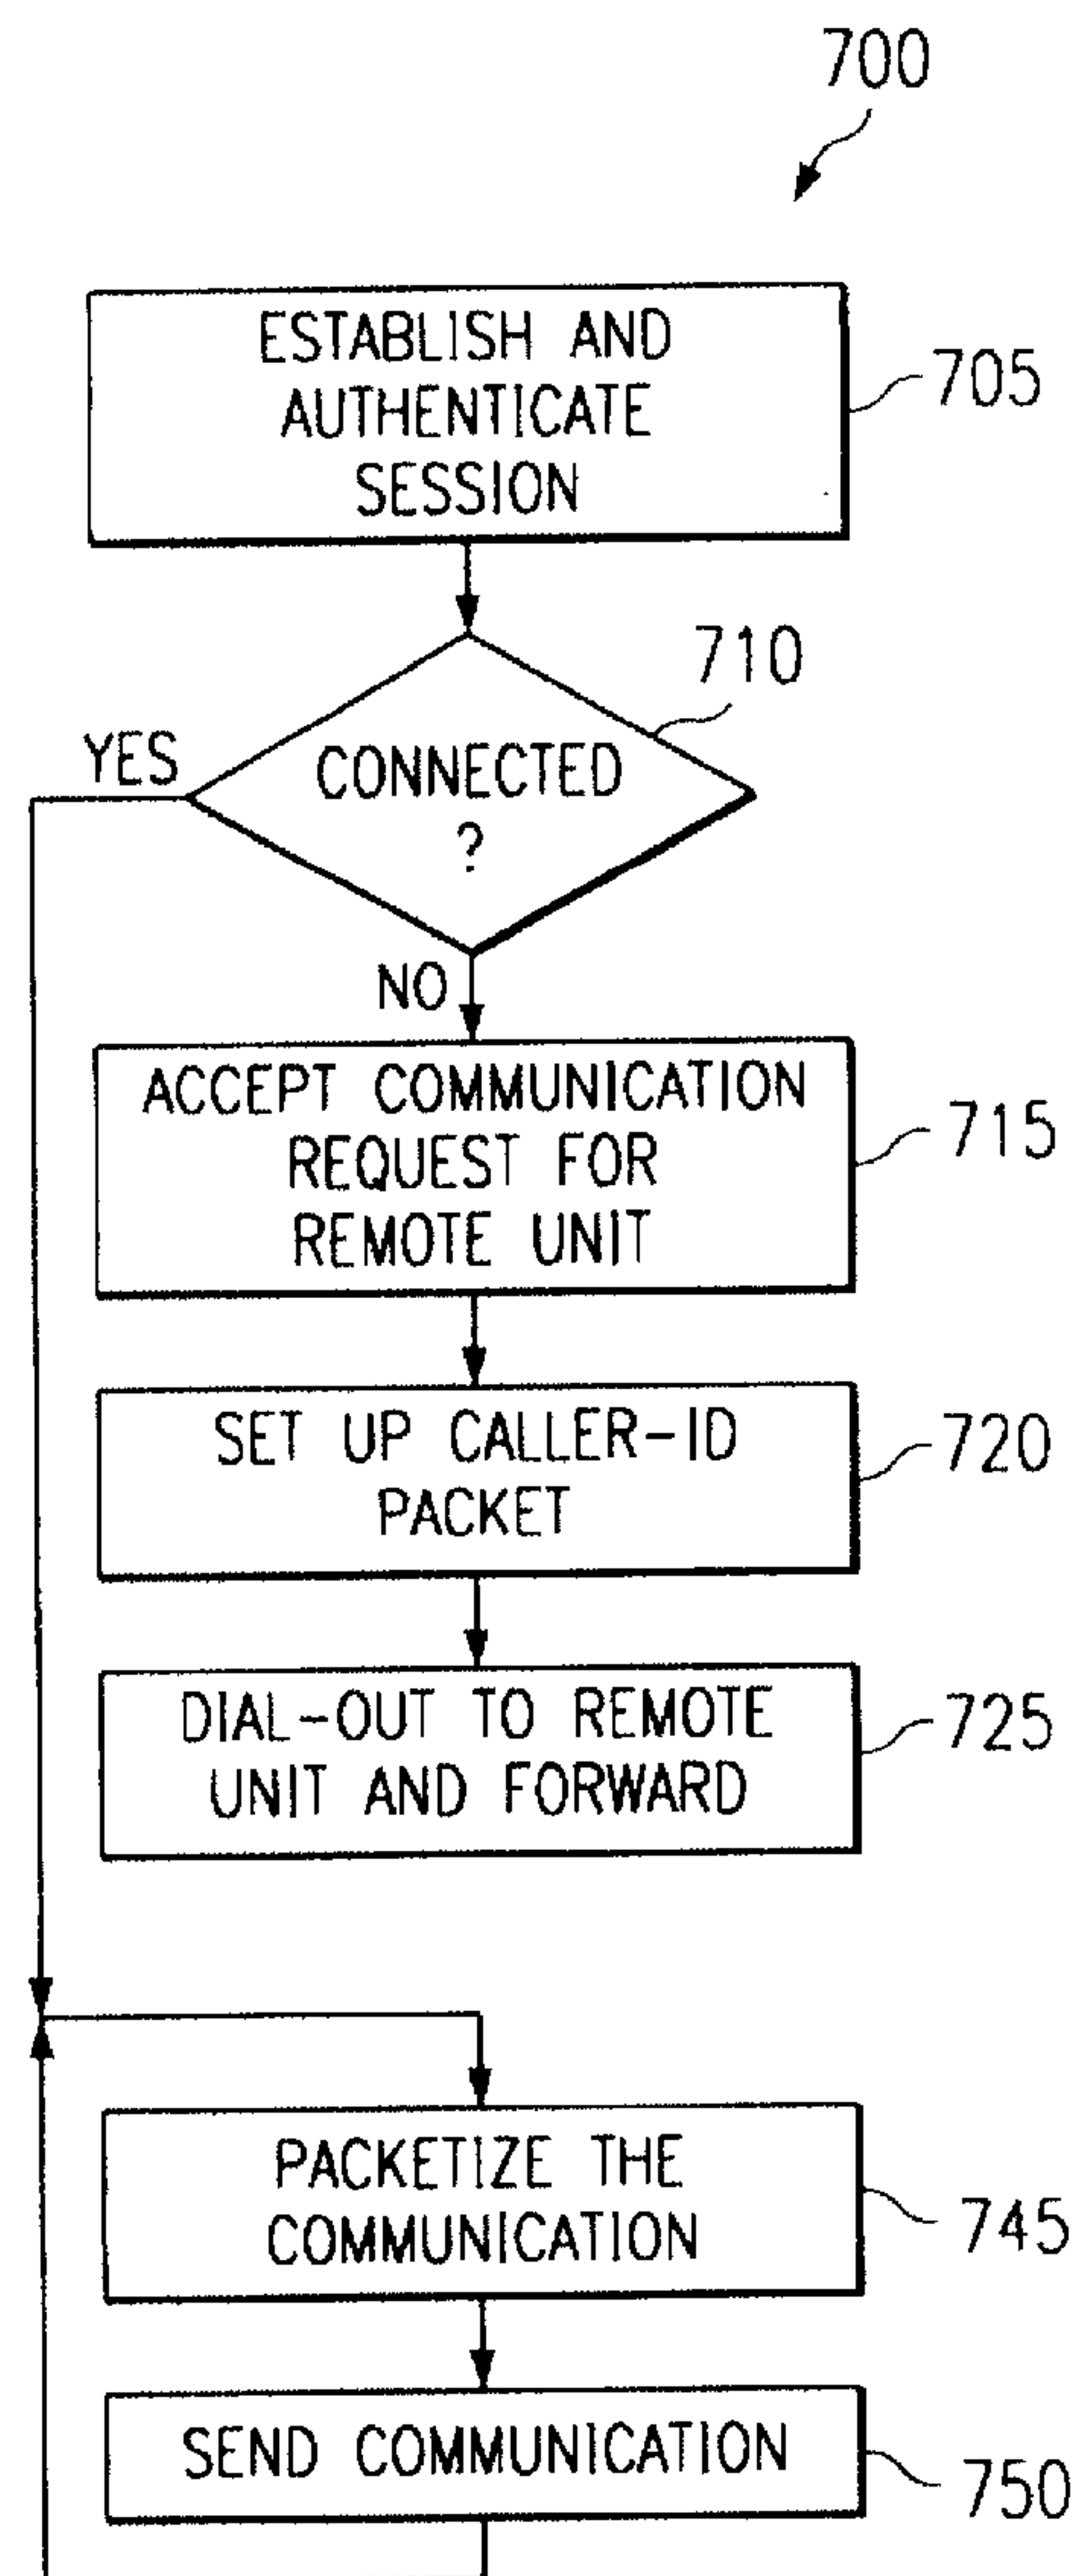 700
ESTABLISH AND
AUTHENTICATE
SESSION
705
710
YES
CONNECTED
?
NO
ACCEPT COMMUNICATION
REQUEST FOR
REMOTE UNIT
715
SET UP CALLER-ID
PACKET
720
DIAL-OUT TO REMOTE
UNIT AND FORWARD
725
PACKETIZE THE
COMMUNICATION
745
SEND COMMUNICATION
750